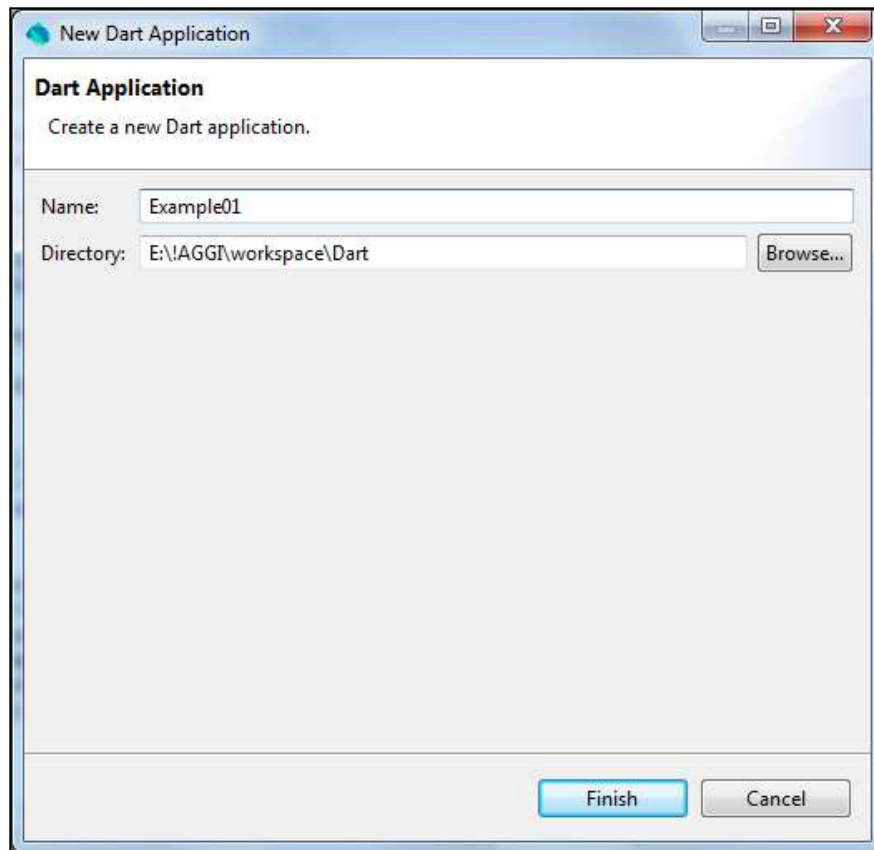 New Dart Application
Dart Application
Create a new Dart application.
Name: Example01
Directory: E:\!AGGI\workspace\Dart Browse...
Finish Cancel